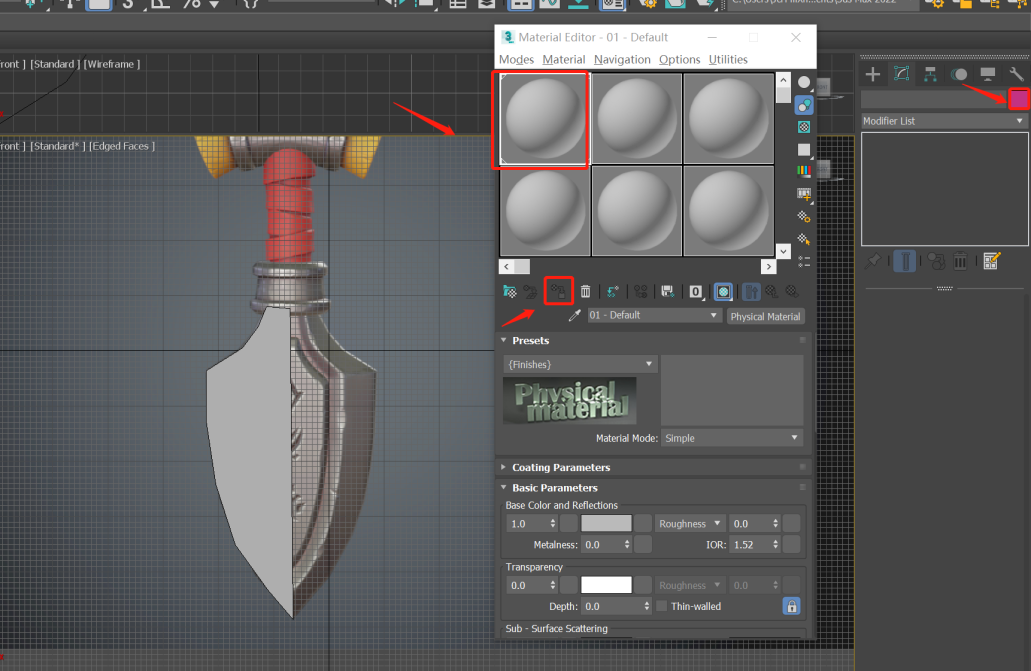 Material Editor - 01 - Default
Modes Material Navigation Options Utilities
ront ] [Standard ] [Wireframe ]
ront ] [Standard* ] [Edged Faces ]
Modifier List
01 - Default
Physical Material
Presets
{Finishes}
Physical
material
Material Mode: Simple
Coating Parameters
Basic Parameters
Base Color and Reflections
1.0 Roughness 0.0
Metalness: 0.0 IOR: 1.52
Transparency
0.0 Roughness 0.0
Depth: 0.0 Thin-walled
Sub - Surface Scattering